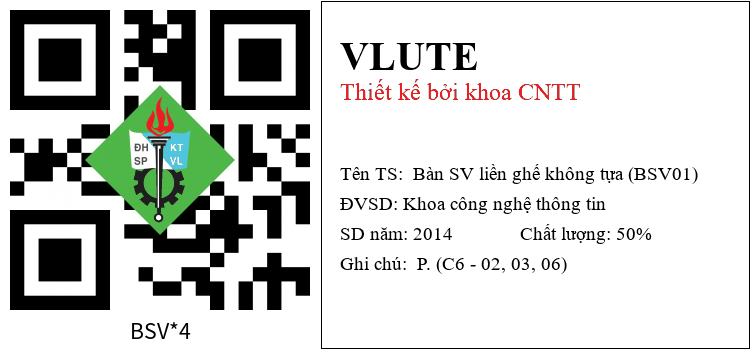 ĐH KT
SP VL
BSV*4
VLUTE
Thiết kế bởi khoa CNTT
Tên TS: Bàn SV liền ghế không tựa (BSV01)
ĐVSD: Khoa công nghệ thông tin
SD năm: 2014 Chất lượng: 50%
Ghi chú: P. (C6 - 02, 03, 06)